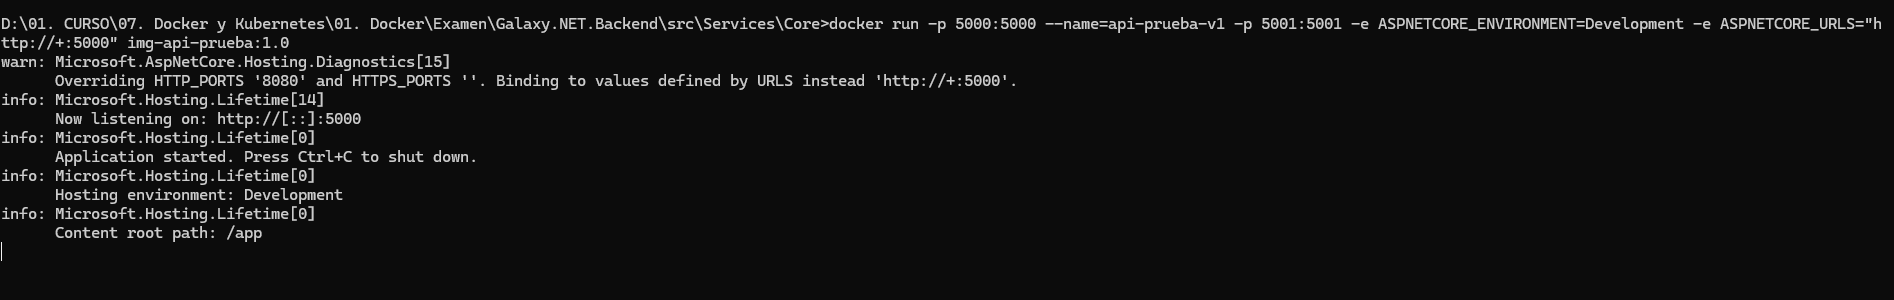 D:\01. CURSO\07. Docker y Kubernetes\01. Docker\Examen\Galaxy.NET.Backend\src\Services\Core>docker run -p 5000:5000 --name=api-prueba-v1 -p 5001:5001 -e ASPNETCORE_ENVIRONMENT=Development -e ASPNETCORE_URLS="h
ttp://+:5000" img-api-prueba:1.0
warn: Microsoft.AspNetCore.Hosting.Diagnostics[15]
      Overriding HTTP_PORTS '8080' and HTTPS_PORTS ''. Binding to values defined by URLS instead 'http://+:5000'.
info: Microsoft.Hosting.Lifetime[14]
      Now listening on: http://[::]:5000
info: Microsoft.Hosting.Lifetime[0]
      Application started. Press Ctrl+C to shut down.
info: Microsoft.Hosting.Lifetime[0]
      Hosting environment: Development
info: Microsoft.Hosting.Lifetime[0]
      Content root path: /app